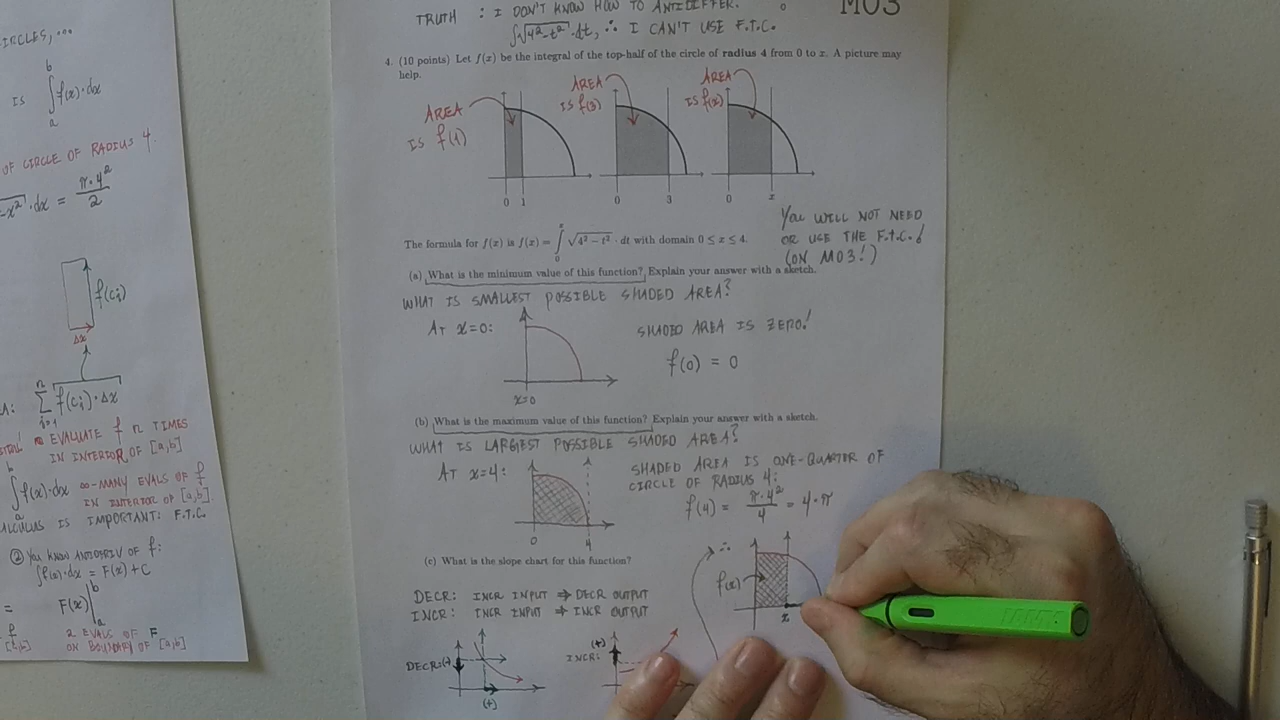 CIRCLES, ...
IS ∫ₐᵇ f(x)·dx
OF CIRCLE OF RADIUS 4.
-x²·dx = π·4²/2
f(cᵢ)
Δx
∑ᵢ₌₁ⁿ f(cᵢ)·Δx
EVALUATE f n TIMES
IN INTERIOR OF [a,b]
∫ₐᵇ f(x)·dx ∞-MANY EVALS OF f
IN INTERIOR OF [a,b].
CALCULUS IS IMPORTANT: F.T.C.
② YOU KNOW ANTIDERIV OF f:
∫f(x)·dx = F(x)+C
= F(x)|ₐᵇ
2 EVALS OF F
ON BOUNDARY OF [a,b]
TRUTH : I DON'T KNOW HOW TO ANTIDIFFER.
M03
∫√4²-t²·dt, ∴ I CAN'T USE F.T.C.
4. (10 points) Let f(x) be the integral of the top-half of the circle of radius 4 from 0 to x. A picture may
help.
AREA
IS f(1)
AREA
IS f(3)
AREA
IS f(x)
0 1
0 3
0 x
YOU WILL NOT NEED
OR USE THE F.T.C.!
(ON M03!)
The formula for f(x) is f(x) = ∫₀ˣ √4² − t² · dt with domain 0 ≤ x ≤ 4.
(a) What is the minimum value of this function? Explain your answer with a sketch.
WHAT IS SMALLEST POSSIBLE SHADED AREA?
AT X=0:
SHADED AREA IS ZERO!
f(0) = 0
x=0
(b) What is the maximum value of this function? Explain your answer with a sketch.
WHAT IS LARGEST POSSIBLE SHADED AREA?
AT X=4:
0 4
SHADED AREA IS ONE-QUARTER OF
CIRCLE OF RADIUS 4:
f(4) = π·4²/4 = 4·π
(c) What is the slope chart for this function?
DECR: INCR INPUT ⇒ DECR OUTPUT
INCR: INCR INPUT ⇒ INCR OUTPUT
DECR:(-)
(+)
INCR:
(+)
∴
f(x)
x